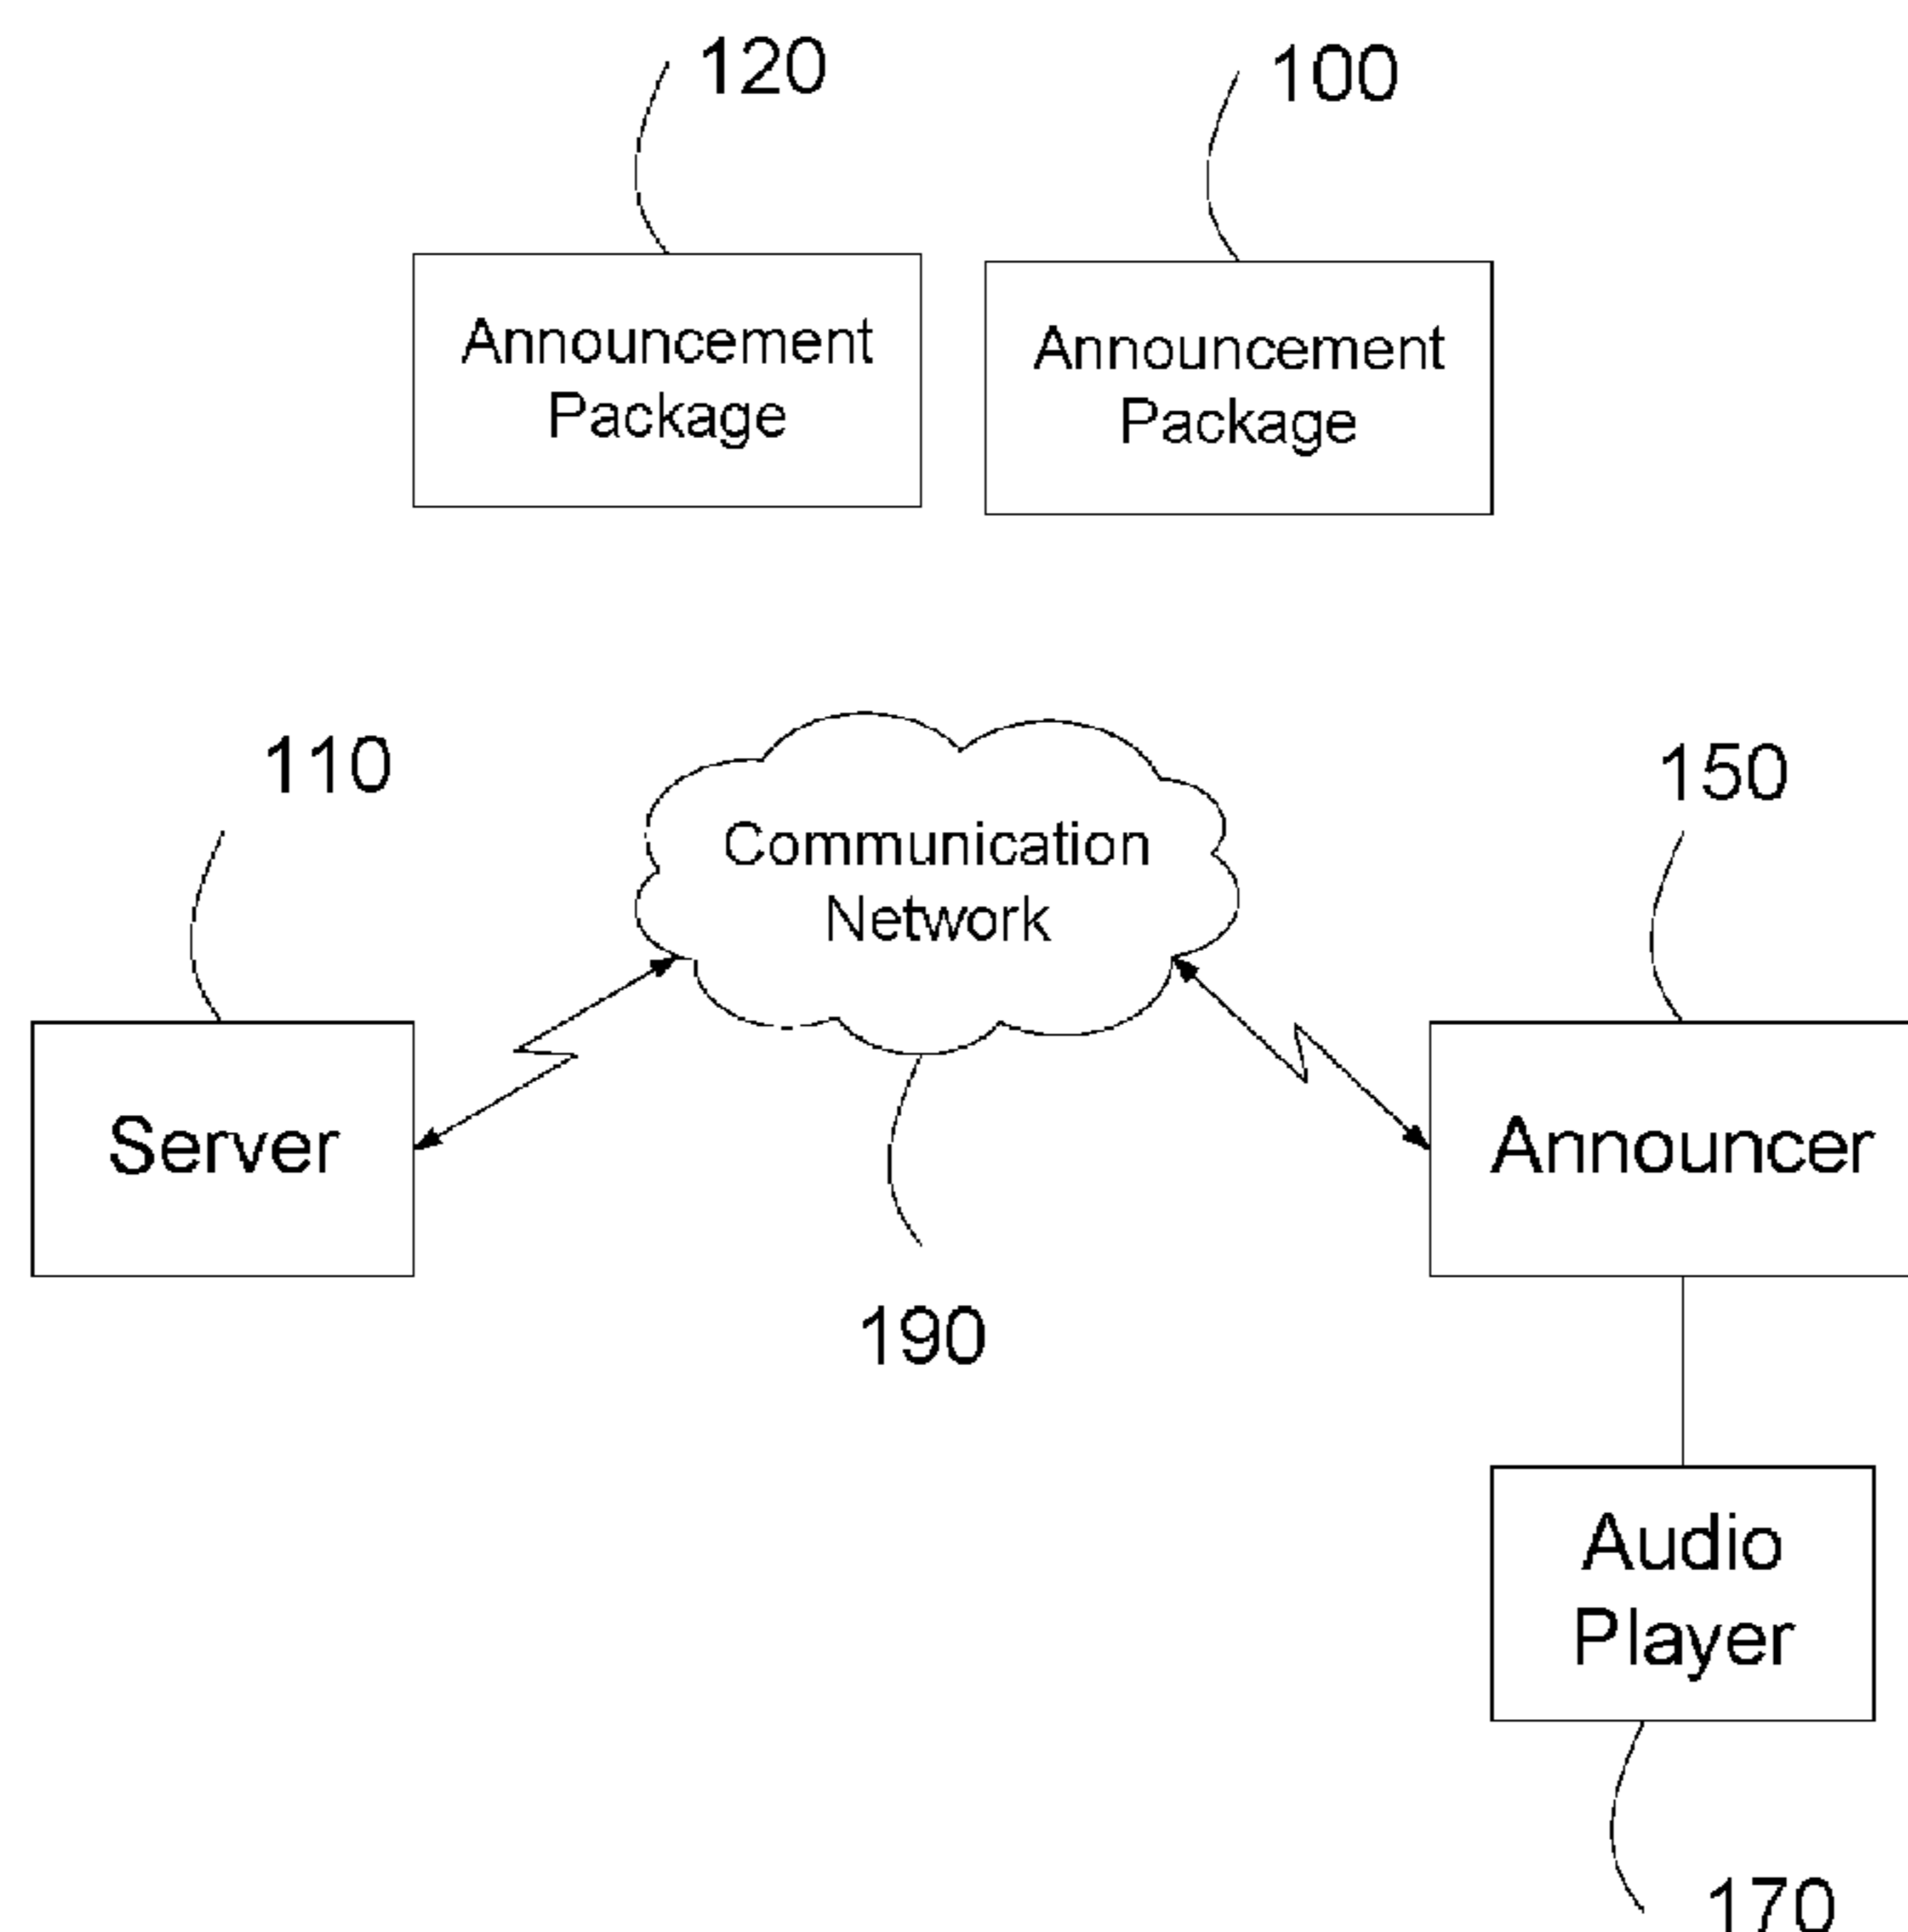 120
100
Announcement
Package
Announcement
Package
110
150
Communication
Network
Server
Announcer
190
Audio
Player
170